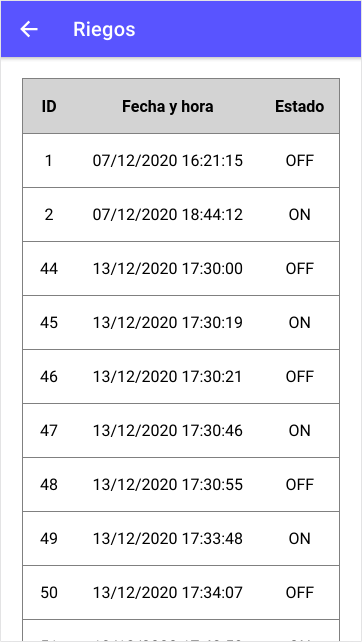 Riegos
ID Fecha y hora Estado
1 07/12/2020 16:21:15 OFF
2 07/12/2020 18:44:12 ON
44 13/12/2020 17:30:00 OFF
45 13/12/2020 17:30:19 ON
46 13/12/2020 17:30:21 OFF
47 13/12/2020 17:30:46 ON
48 13/12/2020 17:30:55 OFF
49 13/12/2020 17:33:48 ON
50 13/12/2020 17:34:07 OFF